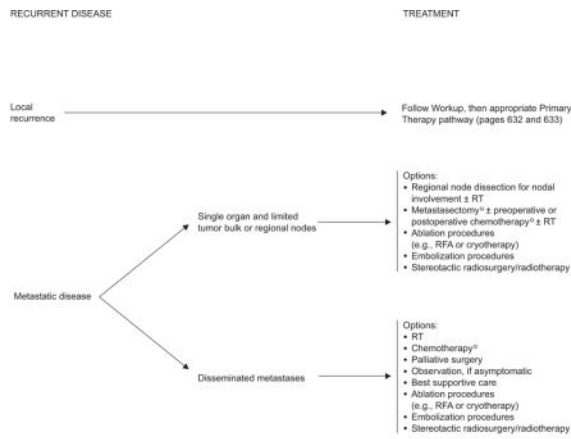 RECURRENT DISEASE
TREATMENT
Local
recurrence
Follow Workup, then appropriate Primary
Therapy pathway (pages 632 and 633)
Metastatic disease
Single organ and limited
tumor bulk or regional nodes
Options:
• Regional node dissection for nodal
involvement ± RT
• Metastasectomyᵘ ± preoperative or
postoperative chemotherapyᵒ ± RT
• Ablation procedures
(e.g., RFA or cryotherapy)
• Embolization procedures
• Stereotactic radiosurgery/radiotherapy
Disseminated metastases
Options:
• RT
• Chemotherapyᵒ
• Palliative surgery
• Observation, if asymptomatic
• Best supportive care
• Ablation procedures
(e.g., RFA or cryotherapy)
• Embolization procedures
• Stereotactic radiosurgery/radiotherapy